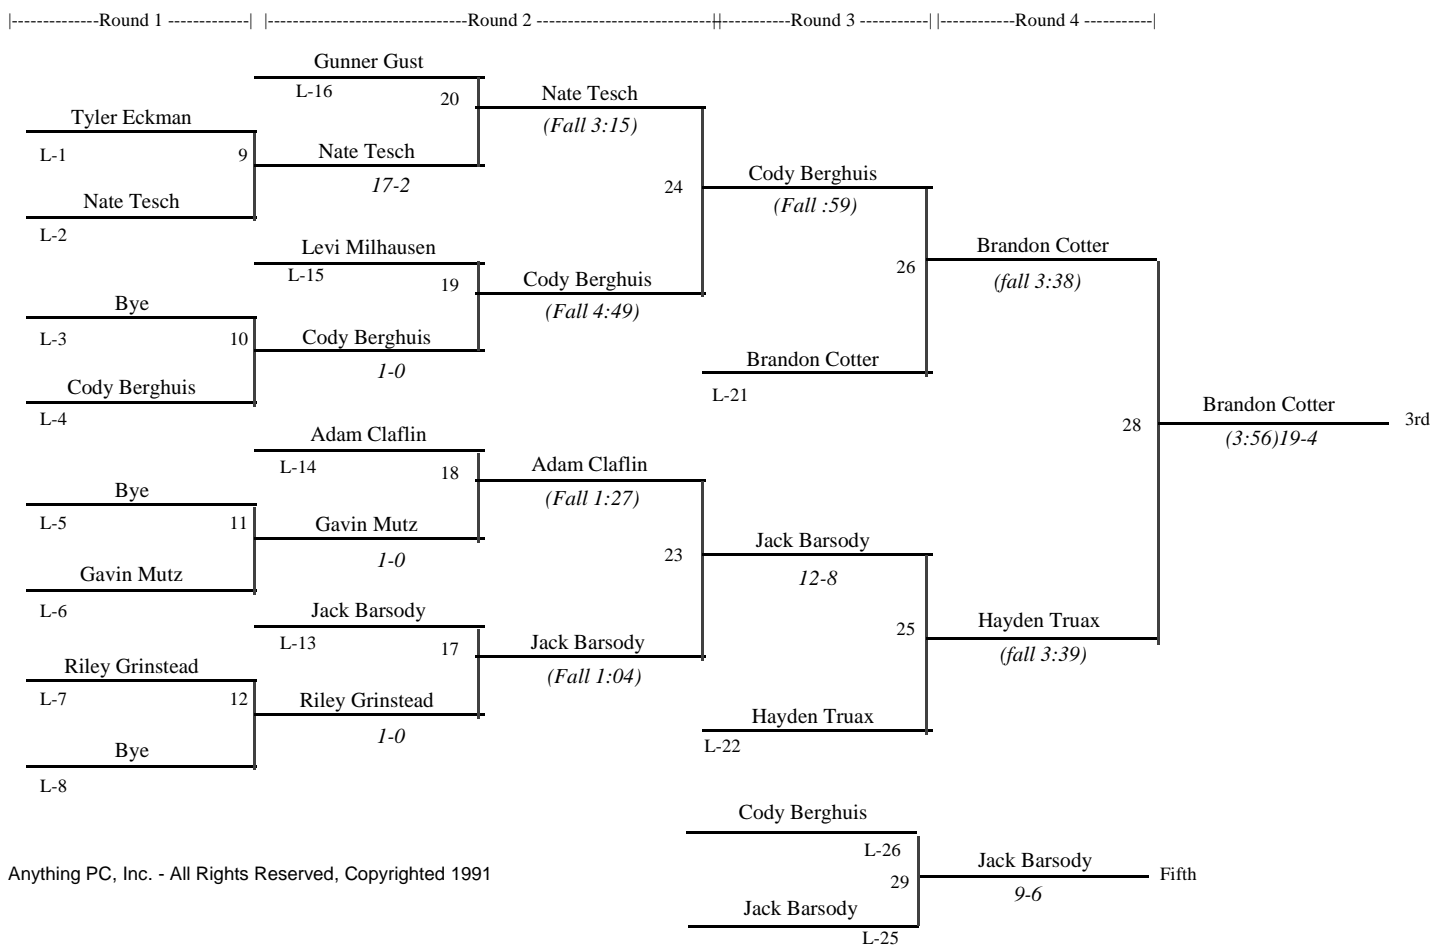 |-------------Round 1 ------------| |-----------------------------Round 2 -------------------------||-----------Round 3 -----------| |-----------Round 4 ----------|
Gunner Gust
L-16
20
Nate Tesch
(Fall 3:15)
Tyler Eckman
L-1
9
Nate Tesch
17-2
Nate Tesch
L-2
24
Cody Berghuis
(Fall :59)
Levi Milhausen
L-15
19
Cody Berghuis
(Fall 4:49)
Bye
L-3
10
Cody Berghuis
1-0
Cody Berghuis
L-4
26
Brandon Cotter
(fall 3:38)
Brandon Cotter
L-21
Adam Claflin
L-14
18
Adam Claflin
(Fall 1:27)
28
Brandon Cotter
(3:56)19-4
3rd
Bye
L-5
11
Gavin Mutz
1-0
Gavin Mutz
L-6
23
Jack Barsody
12-8
Jack Barsody
L-13
17
Jack Barsody
(Fall 1:04)
25
Hayden Truax
(fall 3:39)
Riley Grinstead
L-7
12
Riley Grinstead
1-0
Bye
L-8
Hayden Truax
L-22
Cody Berghuis
L-26
29
Jack Barsody
9-6
Fifth
Jack Barsody
L-25
Anything PC, Inc. - All Rights Reserved, Copyrighted 1991